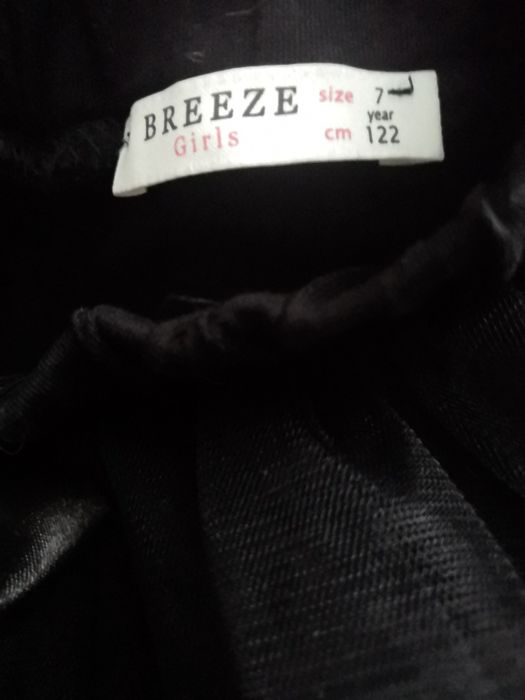 BREEZE
Girls
size 7
year
cm 122